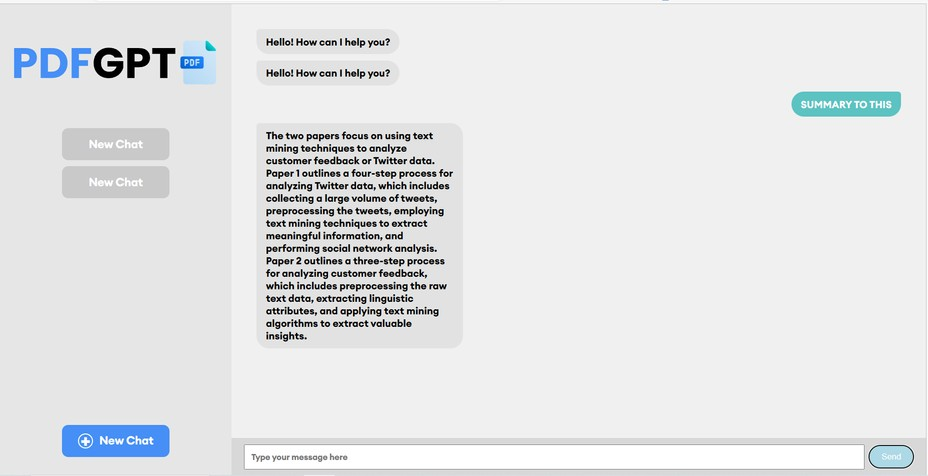 PDFGPT
PDF
New Chat
New Chat
New Chat
Hello! How can I help you?
Hello! How can I help you?
SUMMARY TO THIS
The two papers focus on using text
mining techniques to analyze
customer feedback or Twitter data.
Paper 1 outlines a four-step process for
analyzing Twitter data, which includes
collecting a large volume of tweets,
preprocessing the tweets, employing
text mining techniques to extract
meaningful information, and
performing social network analysis.
Paper 2 outlines a three-step process
for analyzing customer feedback,
which includes preprocessing the raw
text data, extracting linguistic
attributes, and applying text mining
algorithms to extract valuable
insights.
Type your message here
Send